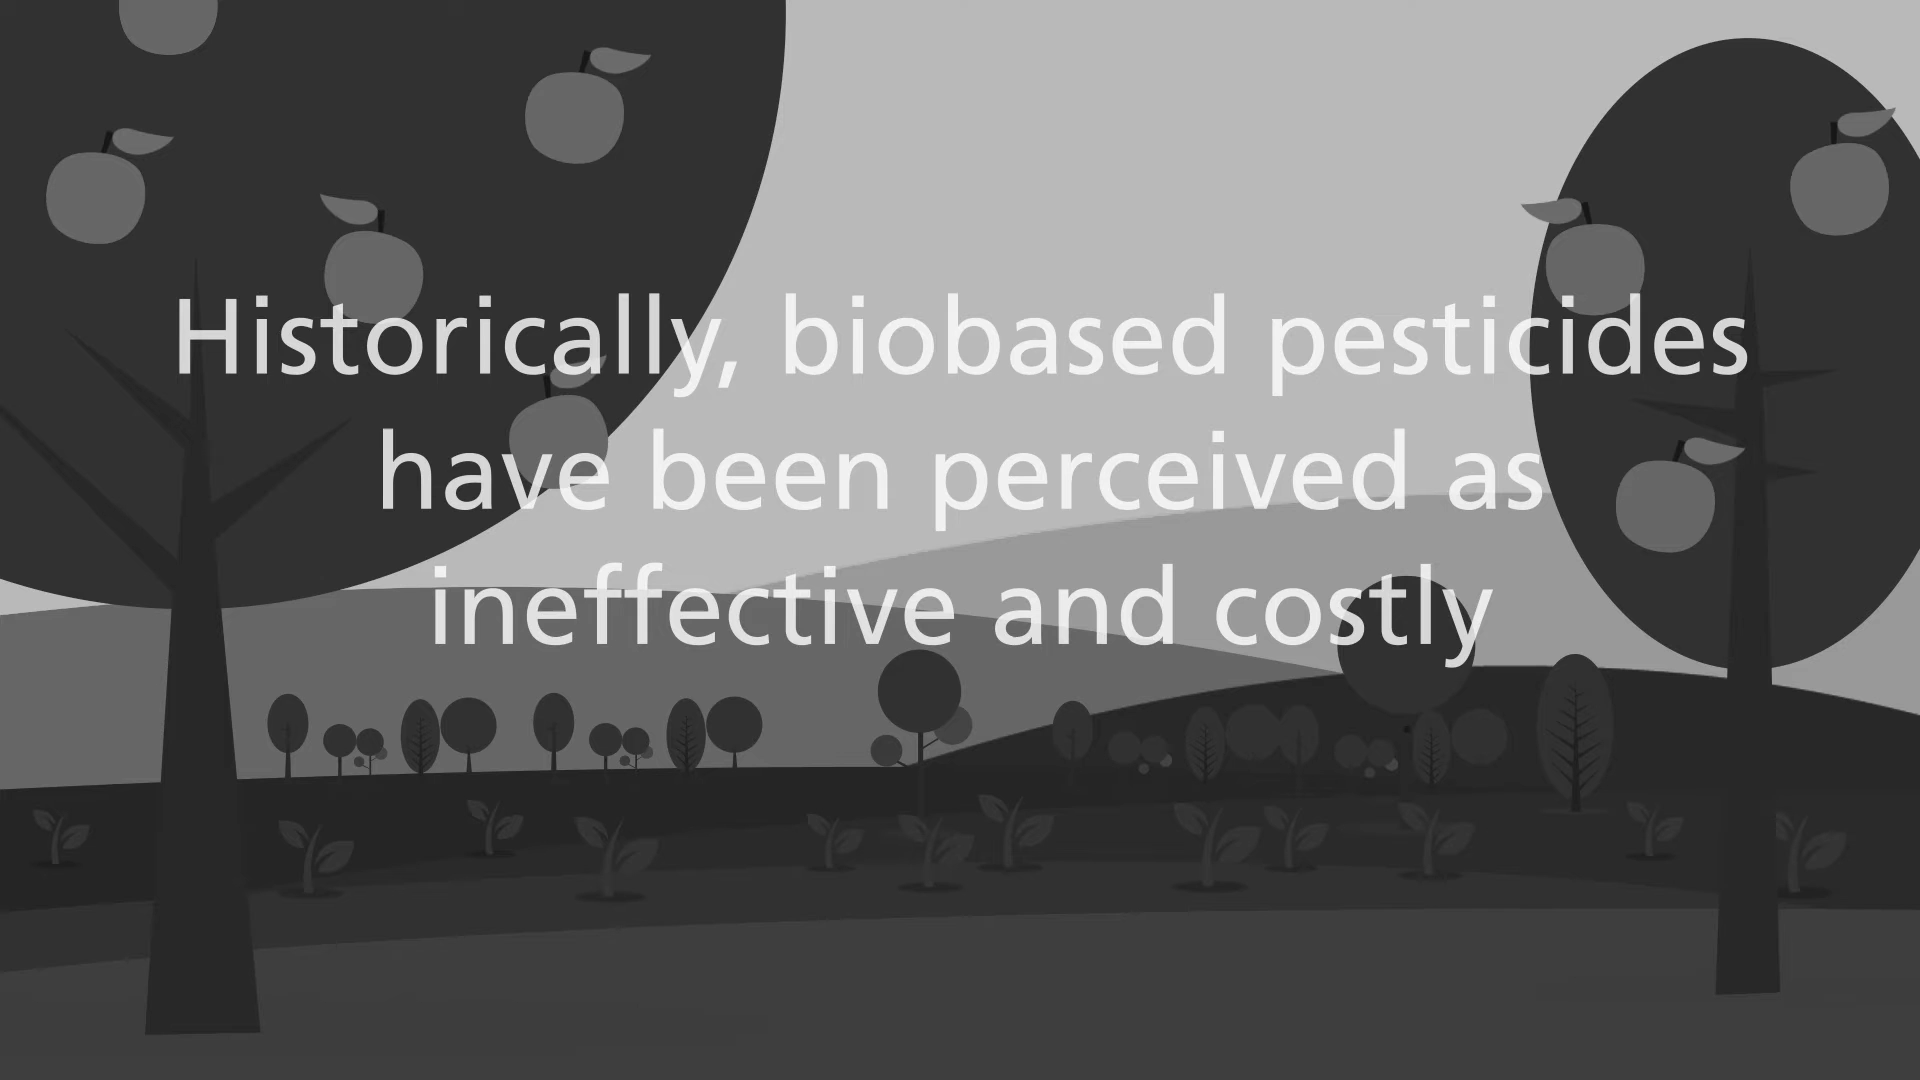 Historically, biobased pesticides
have been perceived as
ineffective and costly